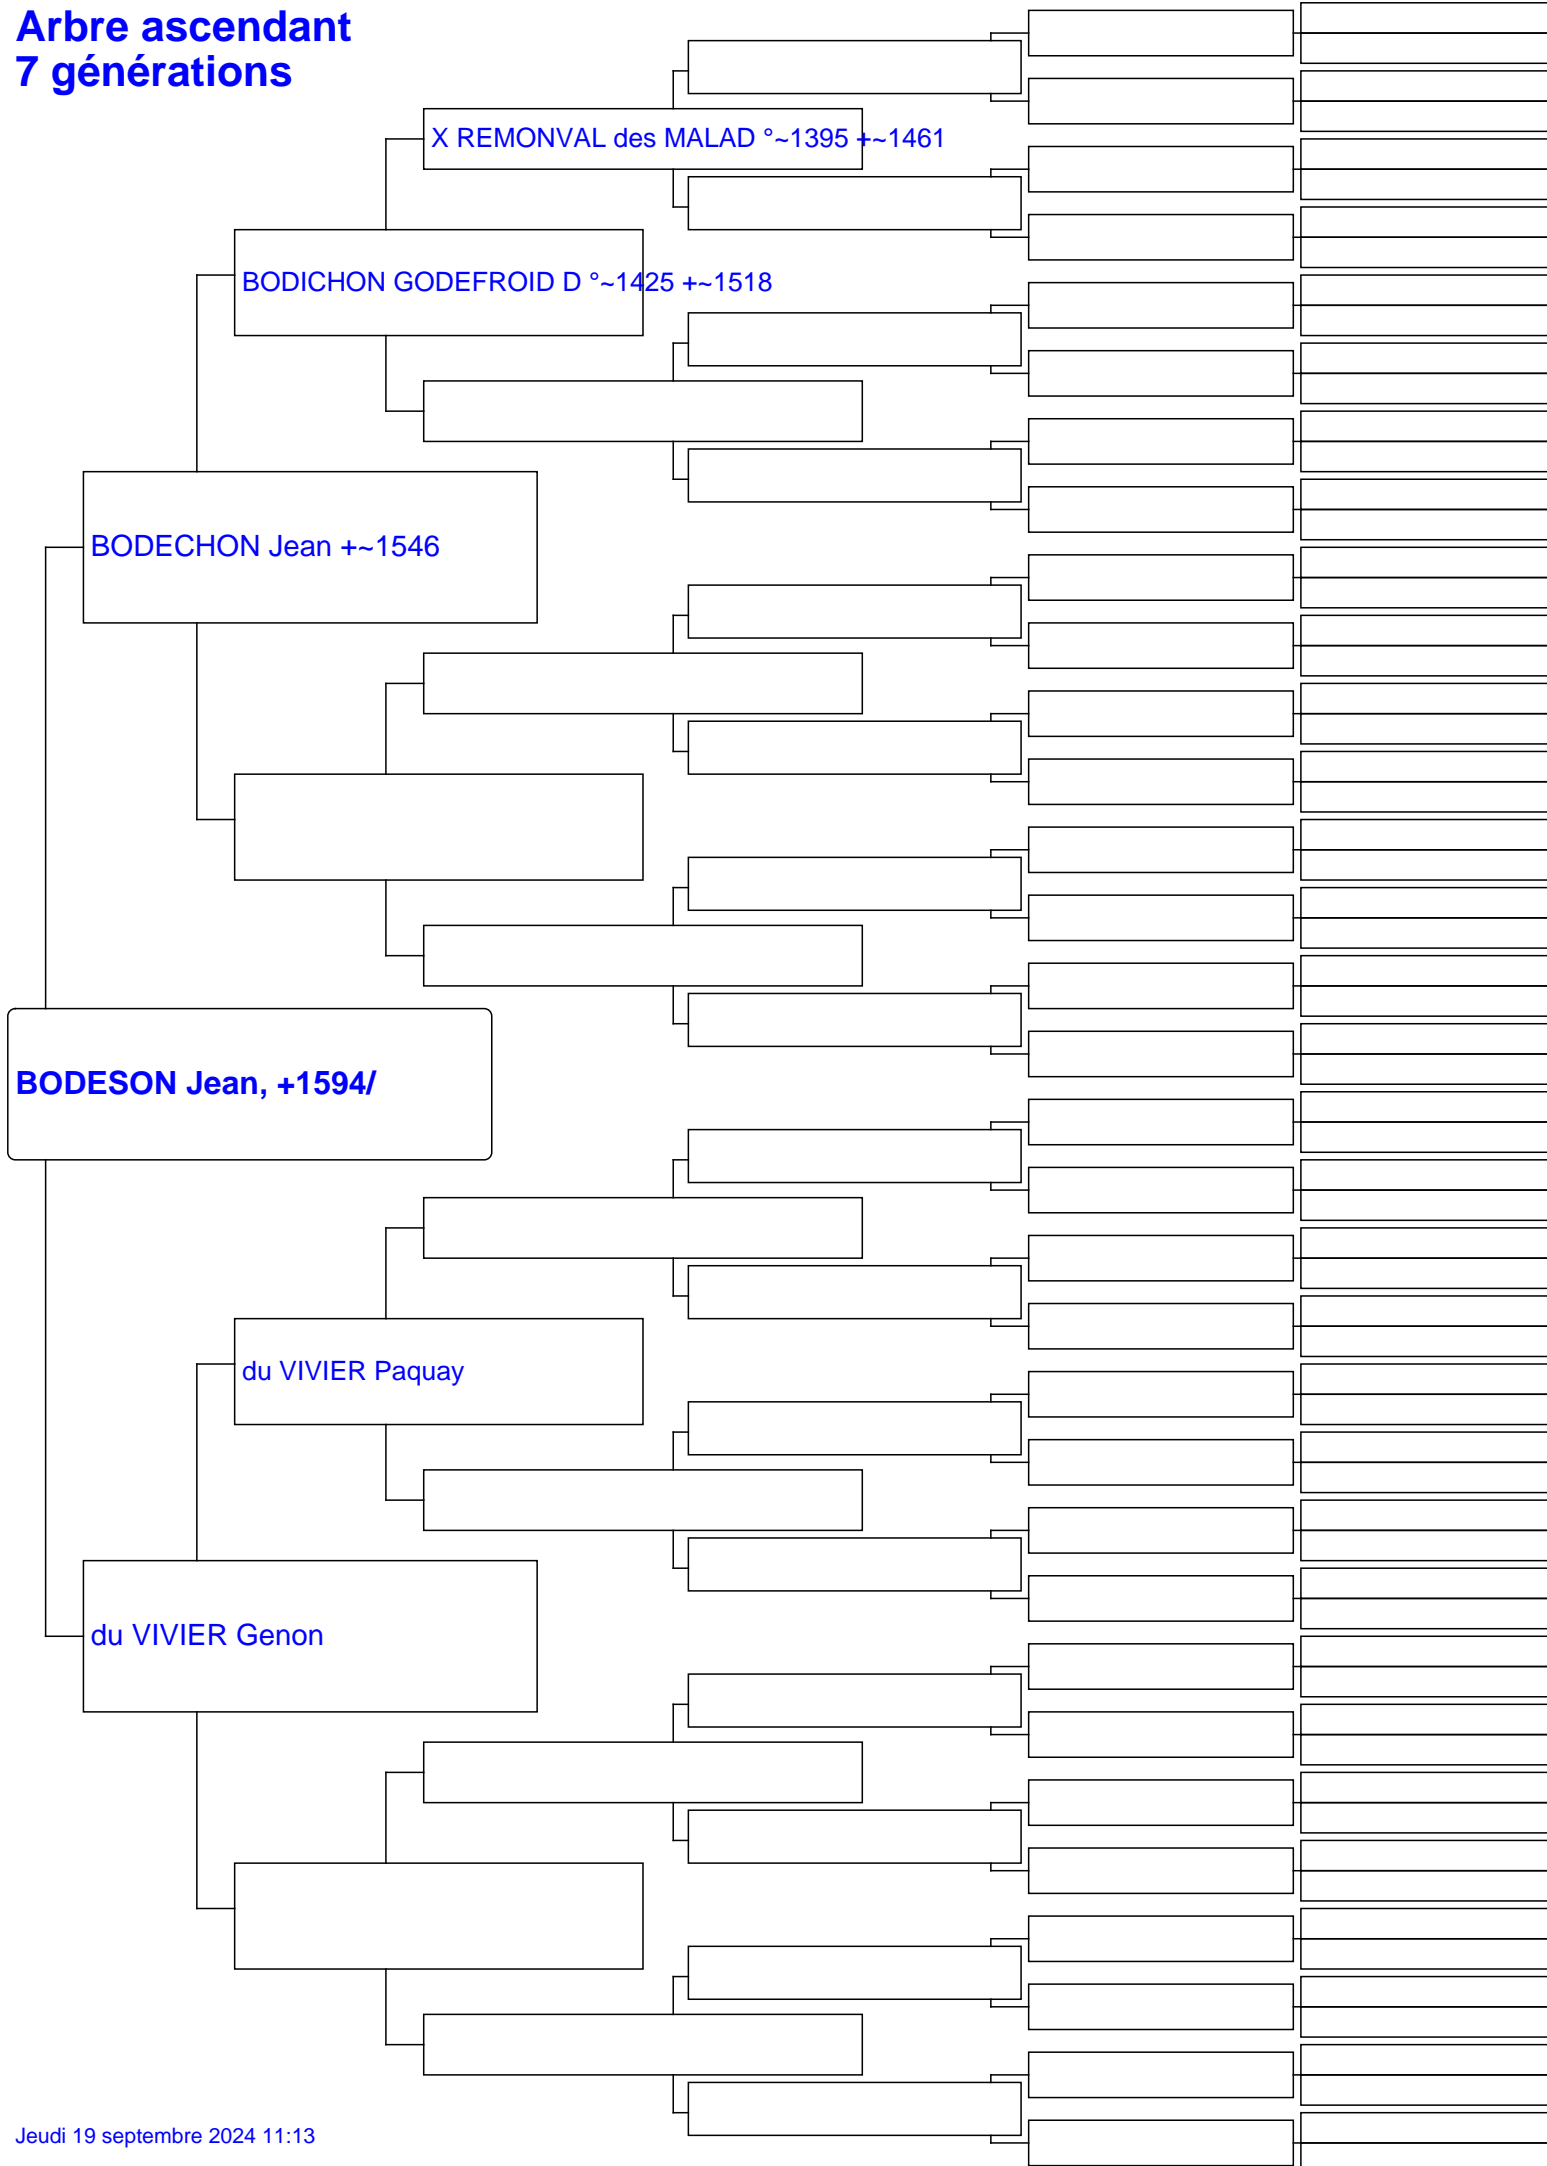 Arbre ascendant
7 générations
X REMONVAL des MALAD °~1395 +~1461
BODICHON GODEFROID D °~1425 +~1518
BODECHON Jean +~1546
BODESON Jean, +1594/
du VIVIER Paquay
du VIVIER Genon
Jeudi 19 septembre 2024 11:13